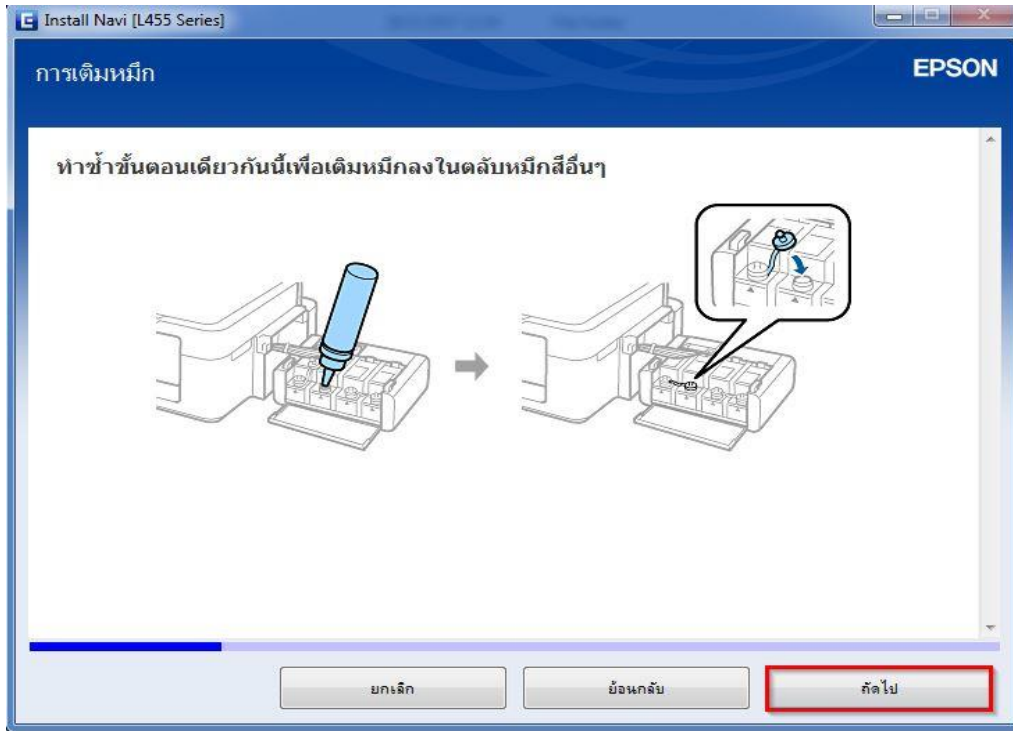 Install Navi [L455 Series]
การเติมหมึก
EPSON
ทำซ้ำขั้นตอนเดียวกันนี้เพื่อเติมหมึกลงในตลับหมึกสีอื่นๆ
ยกเลิก
ย้อนกลับ
ถัดไป